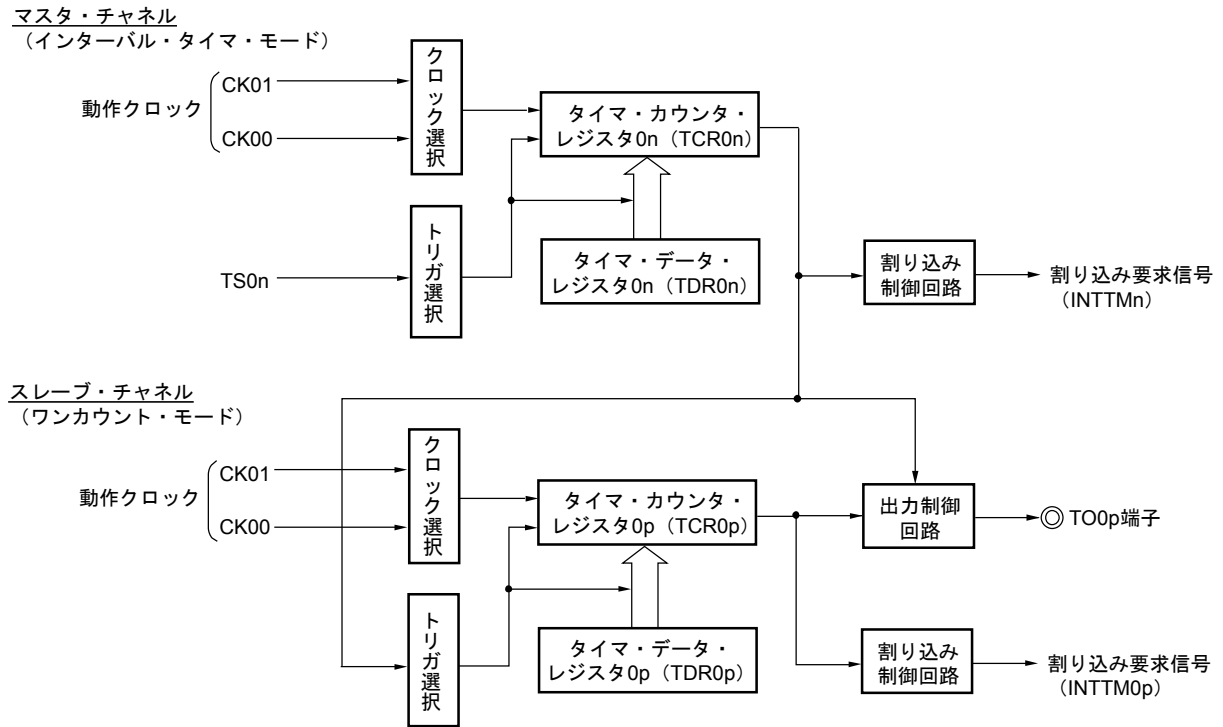 マスタ・チャネル
（インターバル・タイマ・モード）
動作クロック
CK01
CK00
クロック選択
タイマ・カウンタ・
レジスタ0n（TCR0n）
TS0n
トリガ選択
タイマ・データ・
レジスタ0n（TDR0n）
割り込み
制御回路
割り込み要求信号
(INTTMn)
スレーブ・チャネル
（ワンカウント・モード）
動作クロック
CK01
CK00
クロック選択
タイマ・カウンタ・
レジスタ0p（TCR0p）
出力制御
回路
TO0p端子
トリガ選択
タイマ・データ・
レジスタ0p（TDR0p）
割り込み
制御回路
割り込み要求信号
(INTTM0p)